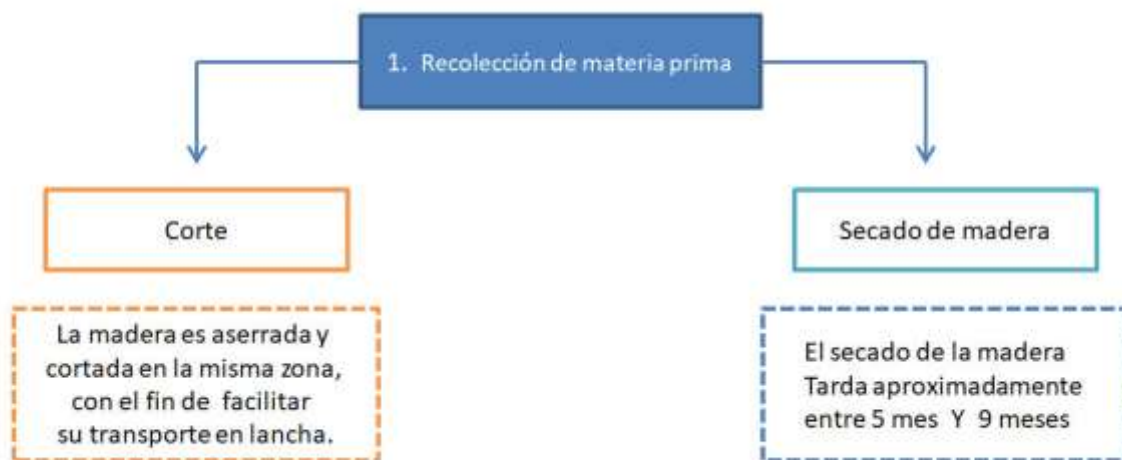 1. Recolección de materia prima
Corte
Secado de madera
La madera es aserrada y
cortada en la misma zona,
con el fin de facilitar
su transporte en lancha.
El secado de la madera
Tarda aproximadamente
entre 5 mes Y 9 meses